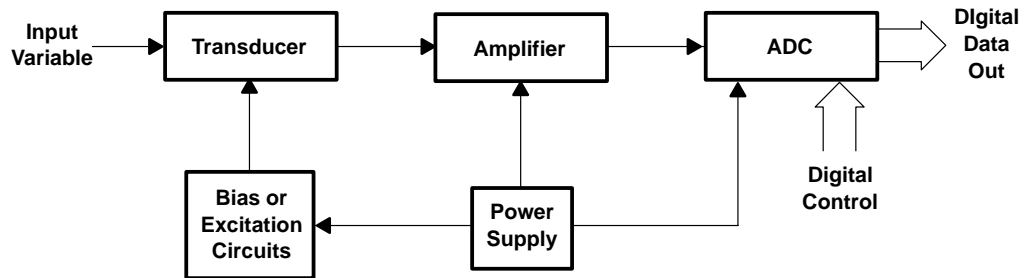 Input
Variable
Transducer
Amplifier
ADC
DIgital
Data
Out
Bias or
Excitation
Circuits
Power
Supply
Digital
Control